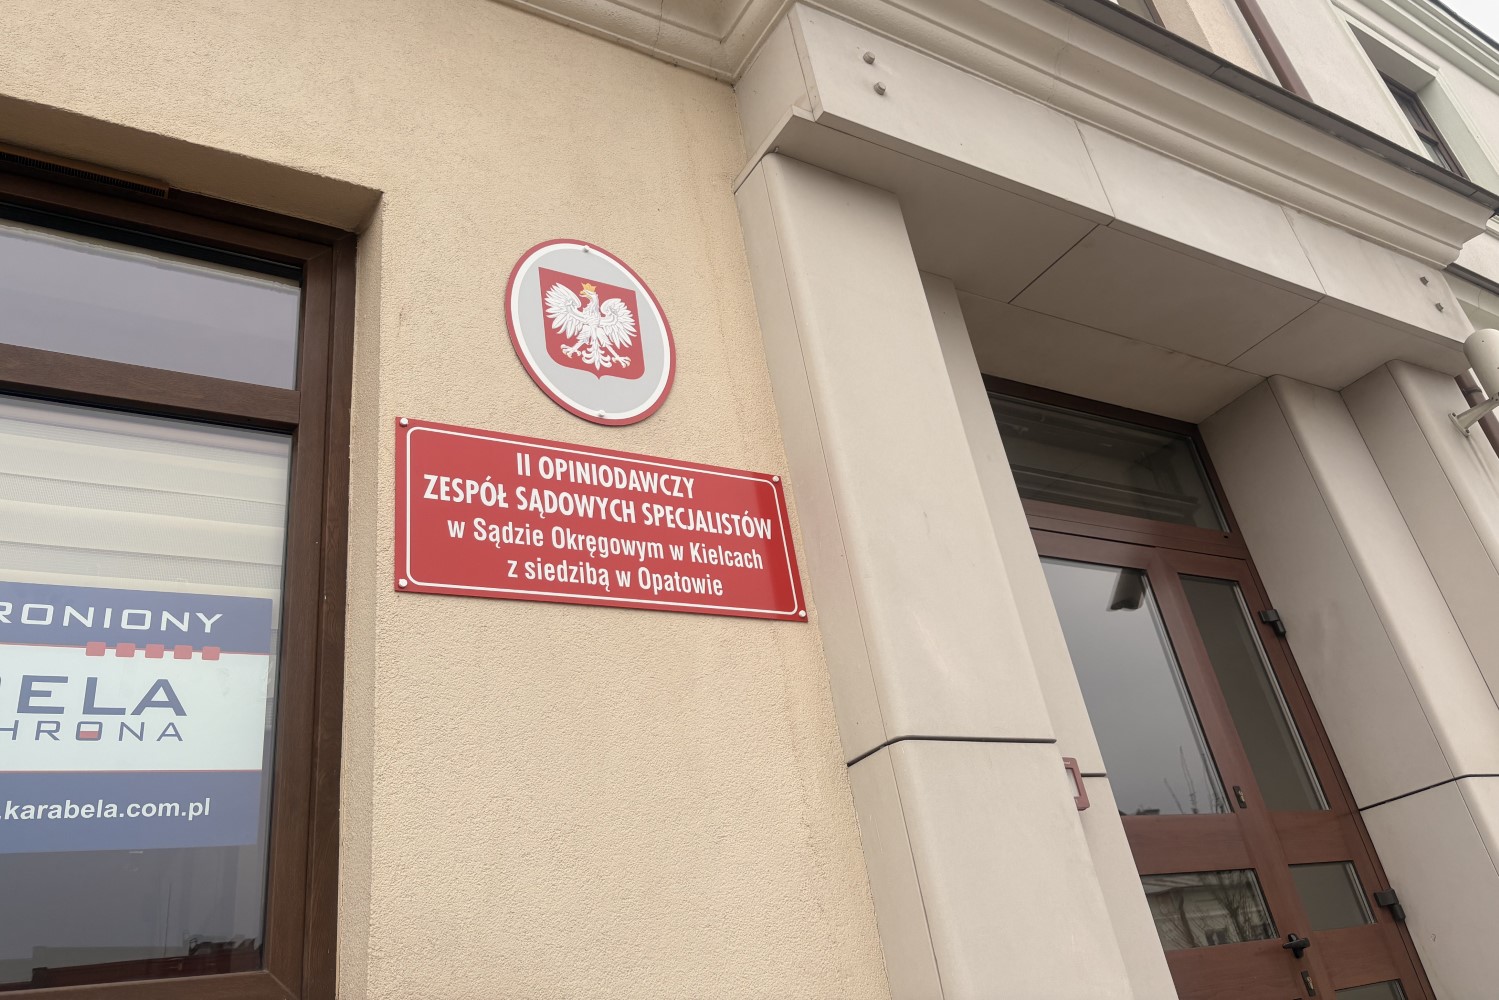 II OPINIODAWCZY
ZESPÓŁ SĄDOWYCH SPECJALISTÓW
w Sądzie Okręgowym w Kielcach
z siedzibą w Opatowie
RONIONY
BELA
HRONA
.karabela.com.pl